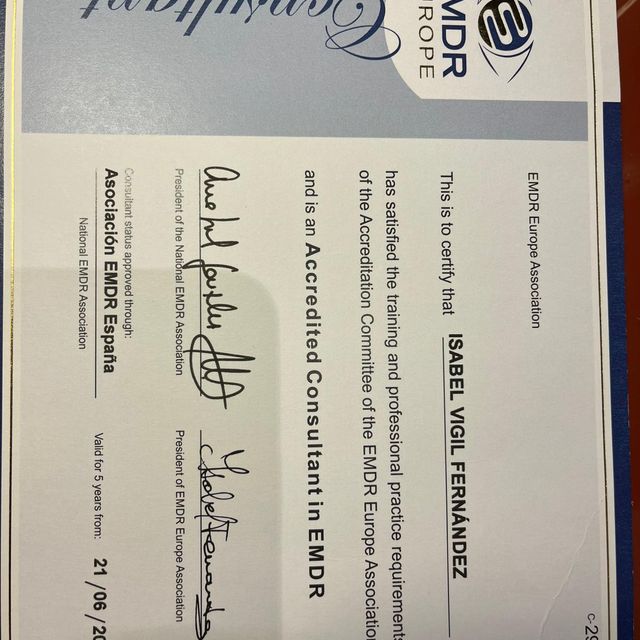 Consultant
EMDR
EUROPE
EMDR Europe Association
This is to certify that ISABEL VIGIL FERNÁNDEZ
has satisfied the training and professional practice requirements
of the Accreditation Committee of the EMDR Europe Association
and is an Accredited Consultant in EMDR
President of the National EMDR Association
President of EMDR Europe Association
Consultant status approved through:
Asociación EMDR España
National EMDR Association
Valid for 5 years from: 21/06/20
C-29